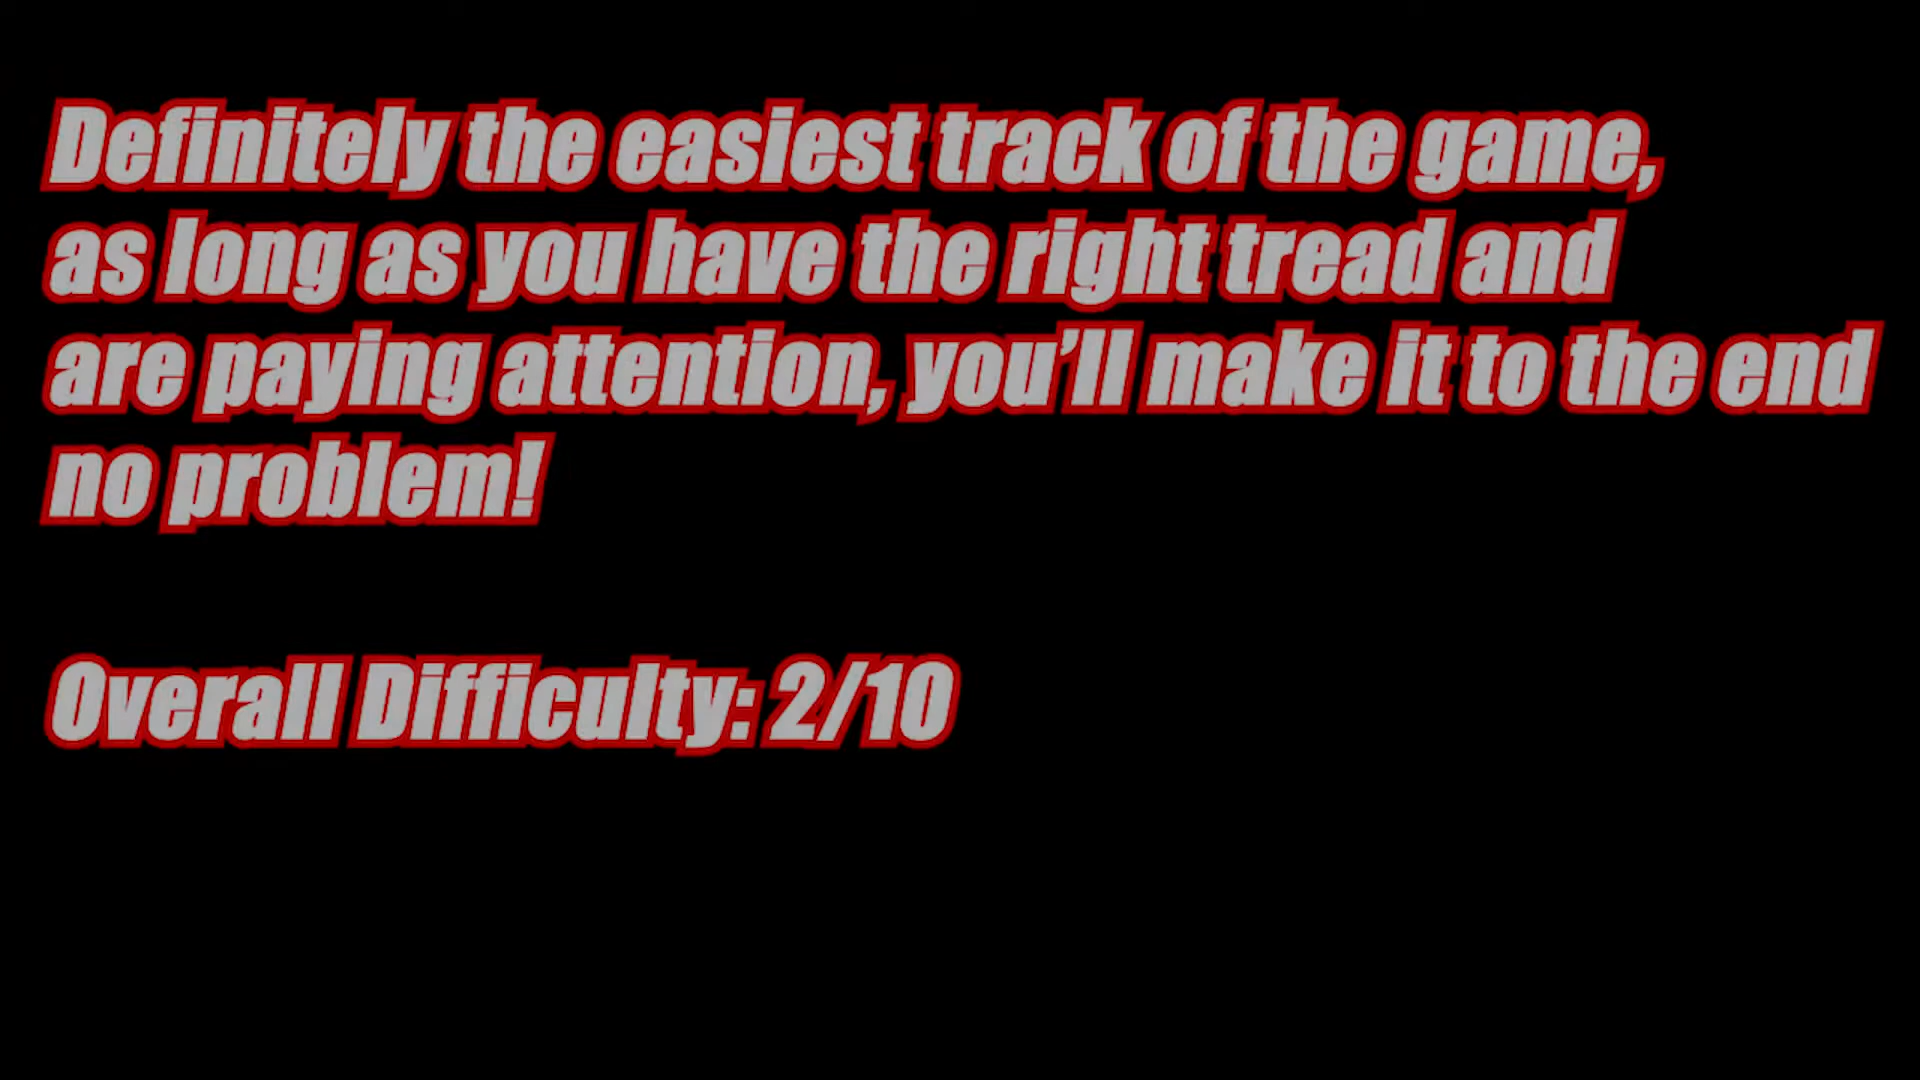 Definitely the easiest track of the game,
as long as you have the right tread and
are paying attention, you’ll make it to the end
no problem!
Overall Difficulty: 2/10